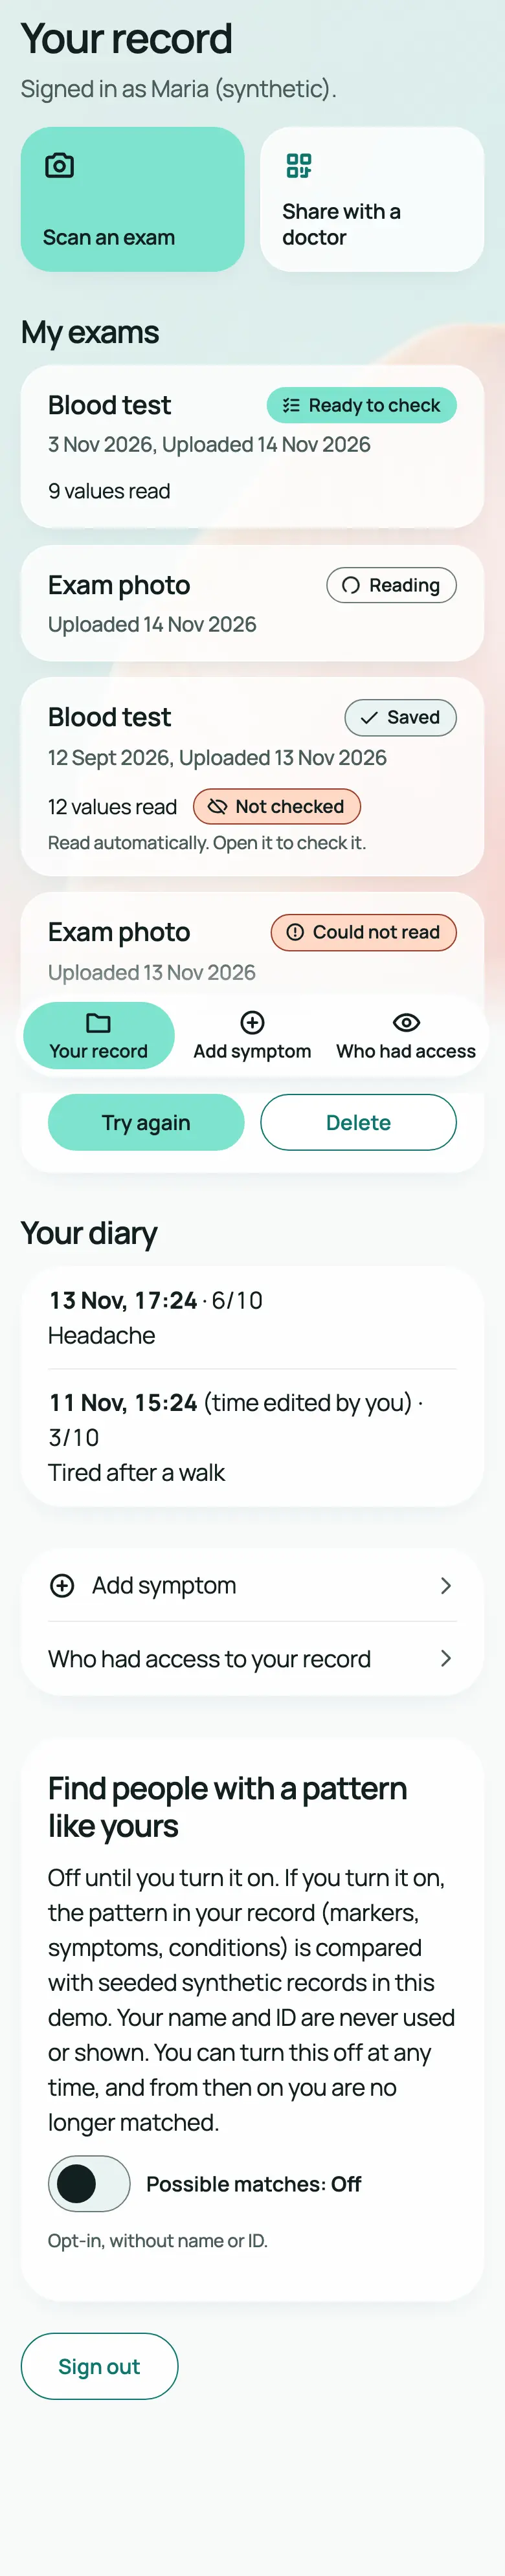 Your record
Signed in as Maria (synthetic).
Scan an exam
Share with a
doctor
My exams
Blood test
Ready to check
3 Nov 2026, Uploaded 14 Nov 2026
9 values read
Exam photo
Reading
Uploaded 14 Nov 2026
Blood test
Saved
12 Sept 2026, Uploaded 13 Nov 2026
12 values read
Not checked
Read automatically. Open it to check it.
Exam photo
Could not read
Uploaded 13 Nov 2026
Your record
Add symptom
Who had access
Try again
Delete
Your diary
13 Nov, 17:24 · 6/10
Headache
11 Nov, 15:24 (time edited by you) ·
3/10
Tired after a walk
Add symptom
Who had access to your record
Find people with a pattern
like yours
Off until you turn it on. If you turn it on,
the pattern in your record (markers,
symptoms, conditions) is compared
with seeded synthetic records in this
demo. Your name and ID are never used
or shown. You can turn this off at any
time, and from then on you are no
longer matched.
Possible matches: Off
Opt-in, without name or ID.
Sign out